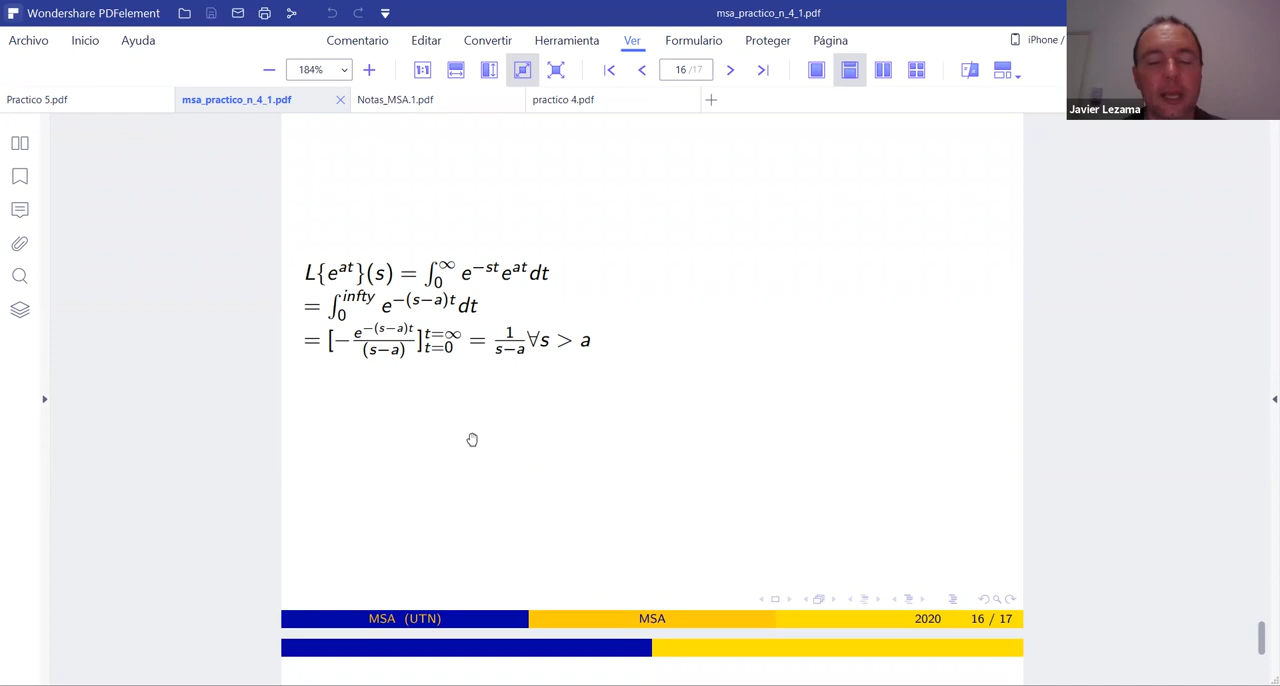 Wondershare PDFelement
msa_practico_n_4_1.pdf
Archivo Inicio Ayuda Comentario Editar Convertir Herramienta Ver Formulario Proteger Página iPhone /
184% 16 /17
Practico 5.pdf msa_practico_n_4_1.pdf Notas_MSA.1.pdf practico 4.pdf
Javier Lezama
L{e^{at}}(s) = ∫_0^∞ e^{-st} e^{at} dt
= ∫_0^{infty} e^{-(s-a)t} dt
= [-\frac{e^{-(s-a)t}}{(s-a)}]_{t=0}^{t=∞} = \frac{1}{s-a} ∀s > a
MSA (UTN) MSA 2020 16 / 17